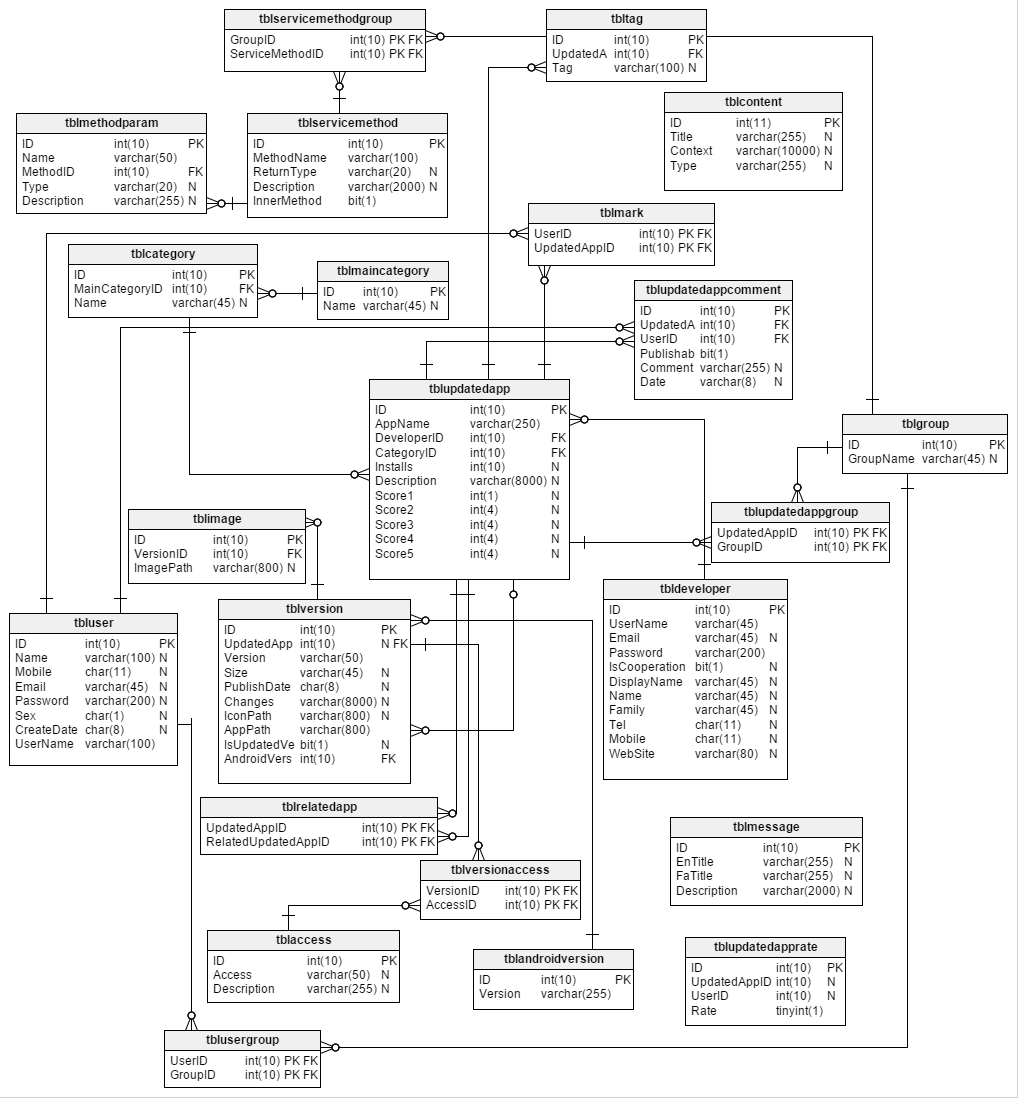 tblservicemethodgroup
GroupID int(10) PK FK
ServiceMethodID int(10) PK FK
tbltag
ID int(10) PK
UpdatedA int(10) FK
Tag varchar(100) N
tblcontent
ID int(11) PK
Title varchar(255) N
Context varchar(10000) N
Type varchar(255) N
tblmethodparam
ID int(10) PK
Name varchar(50)
MethodID int(10) FK
Type varchar(20) N
Description varchar(255) N
tblservicemethod
ID int(10) PK
MethodName varchar(100)
ReturnType varchar(20) N
Description varchar(2000) N
InnerMethod bit(1)
tblmark
UserID int(10) PK FK
UpdatedAppID int(10) PK FK
tblcategory
ID int(10) PK
MainCategoryID int(10) FK
Name varchar(45) N
tblmaincategory
ID int(10) PK
Name varchar(45) N
tblupdatedappcomment
ID int(10) PK
UpdatedA int(10) FK
UserID int(10) FK
Publishab bit(1)
Comment varchar(255) N
Date varchar(8) N
tblupdatedapp
ID int(10) PK
AppName varchar(250)
DeveloperID int(10) FK
CategoryID int(10) FK
Installs int(10) N
Description varchar(8000) N
Score1 int(1) N
Score2 int(4) N
Score3 int(4) N
Score4 int(4) N
Score5 int(4) N
tblgroup
ID int(10) PK
GroupName varchar(45) N
tblupdatedappgroup
UpdatedAppID int(10) PK FK
GroupID int(10) PK FK
tblimage
ID int(10) PK
VersionID int(10) FK
ImagePath varchar(800) N
tbluser
ID int(10) PK
Name varchar(100) N
Mobile char(11) N
Email varchar(45) N
Password varchar(200) N
Sex char(1) N
CreateDate char(8) N
UserName varchar(100)
tblversion
ID int(10) PK
UpdatedApp int(10) N FK
Version varchar(50)
Size varchar(45) N
PublishDate char(8) N
Changes varchar(8000) N
IconPath varchar(800) N
AppPath varchar(800)
IsUpdatedVe bit(1) N
AndroidVers int(10) FK
tbldeveloper
ID int(10) PK
UserName varchar(45)
Email varchar(45) N
Password varchar(200)
IsCooperation bit(1) N
DisplayName varchar(45) N
Name varchar(45) N
Family varchar(45) N
Tel char(11) N
Mobile char(11) N
WebSite varchar(80) N
tblrelatedapp
UpdatedAppID int(10) PK FK
RelatedUpdatedAppID int(10) PK FK
tblmessage
ID int(10) PK
EnTitle varchar(255) N
FaTitle varchar(255) N
Description varchar(2000) N
tblversionaccess
VersionID int(10) PK FK
AccessID int(10) PK FK
tblaccess
ID int(10) PK
Access varchar(50) N
Description varchar(255) N
tblandroidversion
ID int(10) PK
Version varchar(255)
tblupdatedapprate
ID int(10) PK
UpdatedAppID int(10) N
UserID int(10) N
Rate tinyint(1)
tblusergroup
UserID int(10) PK FK
GroupID int(10) PK FK